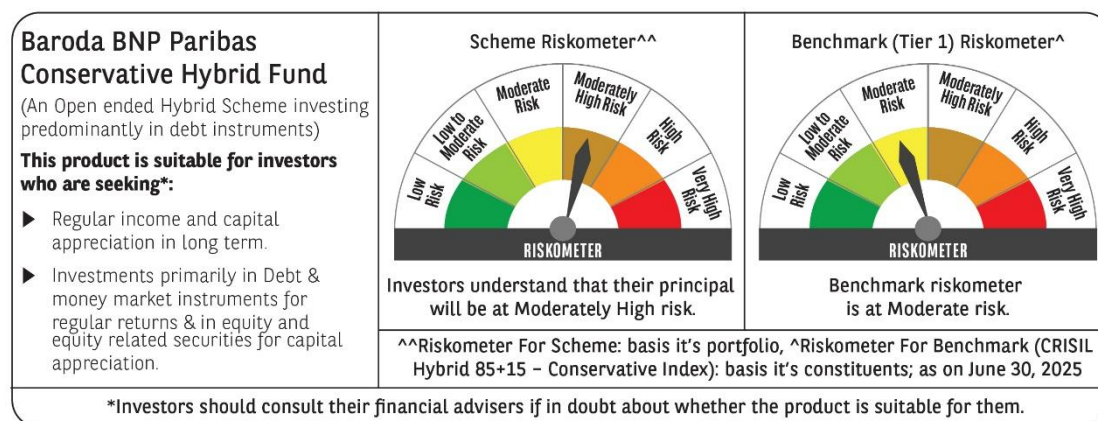 Baroda BNP Paribas
Conservative Hybrid Fund
(An Open ended Hybrid Scheme investing
predominantly in debt instruments)
This product is suitable for investors
who are seeking*:
▶ Regular income and capital
appreciation in long term.
▶ Investments primarily in Debt &
money market instruments for
regular returns & in equity and
equity related securities for capital
appreciation.
Scheme Riskometer^^
Low
Risk
Low to
Moderate
Risk
Moderate
Risk
Moderately
High Risk
High
Risk
Very High
Risk
RISKOMETER
Investors understand that their principal
will be at Moderately High risk.
Benchmark (Tier 1) Riskometer^
Low
Risk
Low to
Moderate
Risk
Moderate
Risk
Moderately
High Risk
High
Risk
Very High
Risk
RISKOMETER
Benchmark riskometer
is at Moderate risk.
^^Riskometer For Scheme: basis it's portfolio, ^Riskometer For Benchmark (CRISIL
Hybrid 85+15 – Conservative Index): basis it's constituents; as on June 30, 2025
*Investors should consult their financial advisers if in doubt about whether the product is suitable for them.